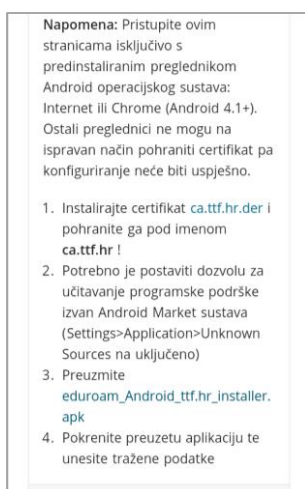 Napomena: Pristupite ovim
stranicama isključivo s
predinstaliranim preglednikom
Android operacijskog sustava:
Internet ili Chrome (Android 4.1+).
Ostali preglednici ne mogu na
ispravan način pohraniti certifikat pa
konfiguriranje neće biti uspješno.
1. Instalirajte certifikat ca.ttf.hr.der i
pohranite ga pod imenom
ca.ttf.hr !
2. Potrebno je postaviti dozvolu za
učitavanje programske podrške
izvan Android Market sustava
(Settings>Application>Unknown
Sources na uključeno)
3. Preuzmite
eduroam_Android_ttf.hr_installer.
apk
4. Pokrenite preuzetu aplikaciju te
unesite tražene podatke